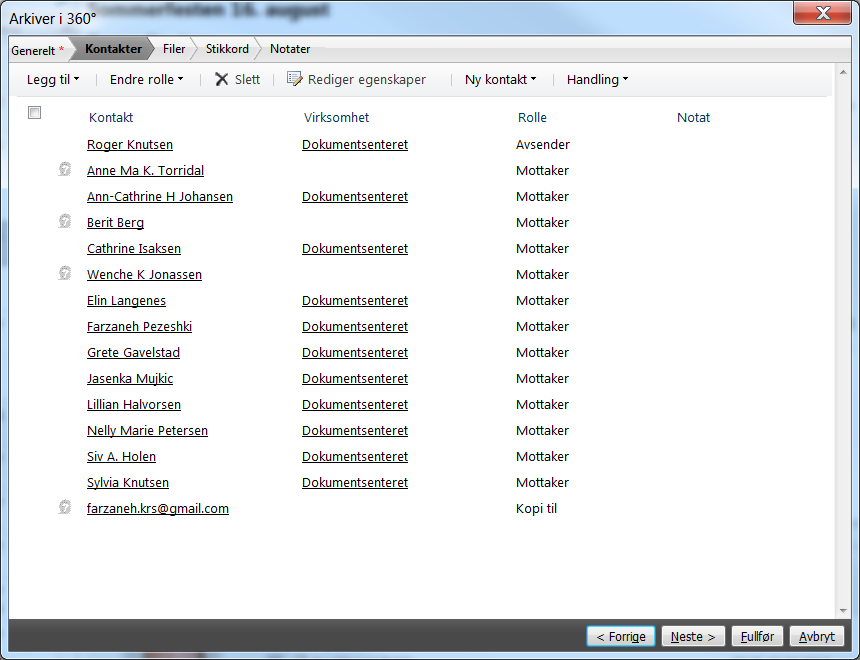 Sommerfesten 16. august
Arkiver i 360°
Generelt * Kontakter Filer Stikkord Notater
Legg til Endre rolle Slett Rediger egenskaper Ny kontakt Handling
Kontakt Virksomhet Rolle Notat
Roger Knutsen Dokumentsenteret Avsender
Anne Ma K. Torridal Mottaker
Ann-Cathrine H Johansen Dokumentsenteret Mottaker
Berit Berg Mottaker
Cathrine Isaksen Dokumentsenteret Mottaker
Wenche K Jonassen Mottaker
Elin Langenes Dokumentsenteret Mottaker
Farzaneh Pezeshki Dokumentsenteret Mottaker
Grete Gavelstad Dokumentsenteret Mottaker
Jasenka Mujkic Dokumentsenteret Mottaker
Lillian Halvorsen Dokumentsenteret Mottaker
Nelly Marie Petersen Dokumentsenteret Mottaker
Siv A. Holen Dokumentsenteret Mottaker
Sylvia Knutsen Dokumentsenteret Mottaker
farzaneh.krs@gmail.com Kopi til
< Forrige Neste > Fullfør Avbryt